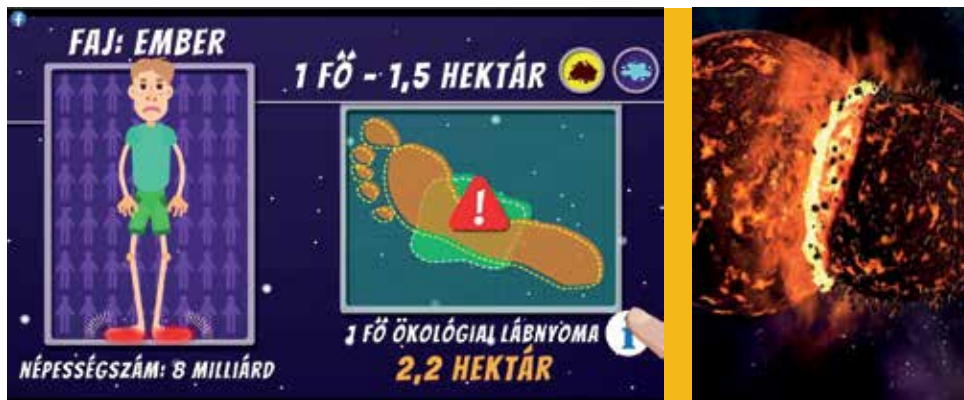 FAJ: EMBER
1 FŐ - 1,5 HEKTÁR
!
1 FŐ ÖKOLÓGIAI LÁBNYOMA
i
NÉPESSÉGSZÁM: 8 MILLIÁRD
2,2 HEKTÁR